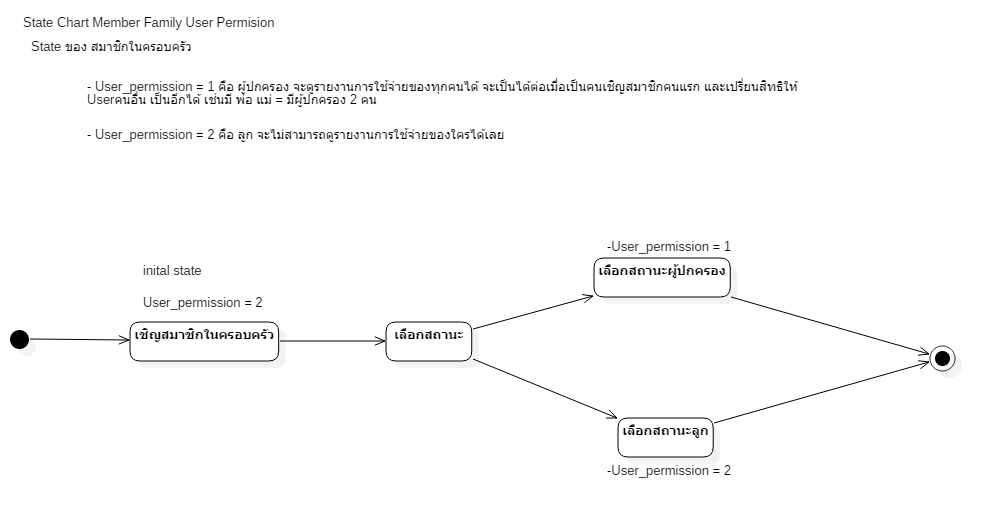 State Chart Member Family User Permision
State ของ สมาชิกในครอบครัว
- User_permission = 1 คือ ผู้ปกครอง จะดูรายงานการใช้จ่ายของทุกคนได้ จะเป็นได้ต่อเมื่อเป็นคนเชิญสมาชิกคนแรก และเปรี่ยนสิทธิให้
Userคนอื่น เป็นอีกได้ เช่นมี พ่อ แม่ = มีผู้ปกครอง 2 คน
- User_permission = 2 คือ ลูก จะไม่สามารถดูรายงานการใช้จ่ายของใครได้เลย
-User_permission = 1
เลือกสถานะผู้ปกครอง
inital state
User_permission = 2
เชิญสมาชิกในครอบครัว
เลือกสถานะ
เลือกสถานะลูก
-User_permission = 2